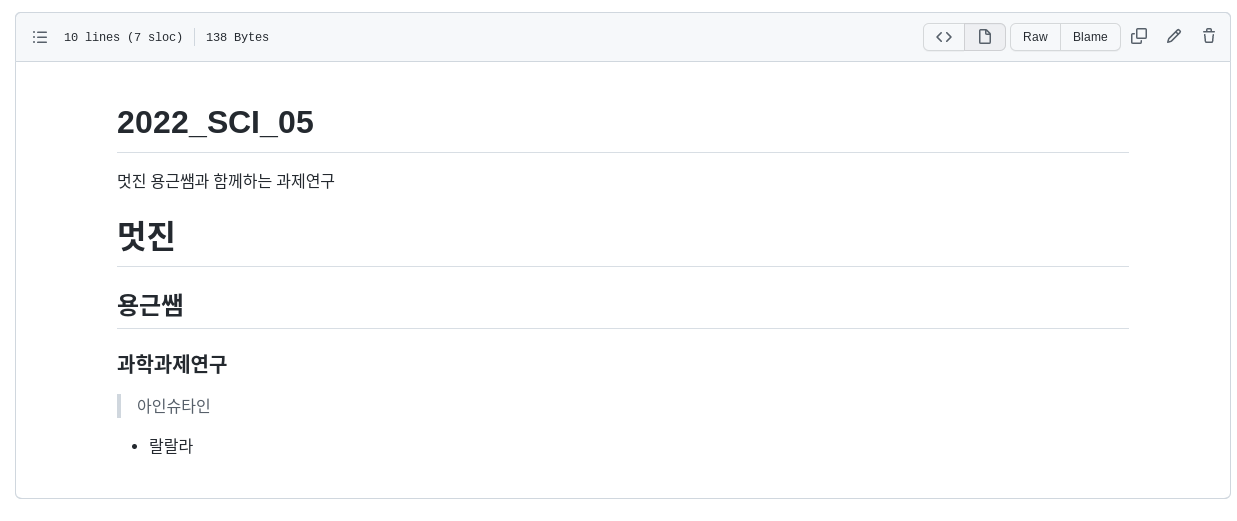 10 lines (7 sloc) 138 Bytes Raw Blame
2022_SCI_05
멋진 용근쌤과 함께하는 과제연구
멋진
용근쌤
과학과제연구
아인슈타인
랄랄라